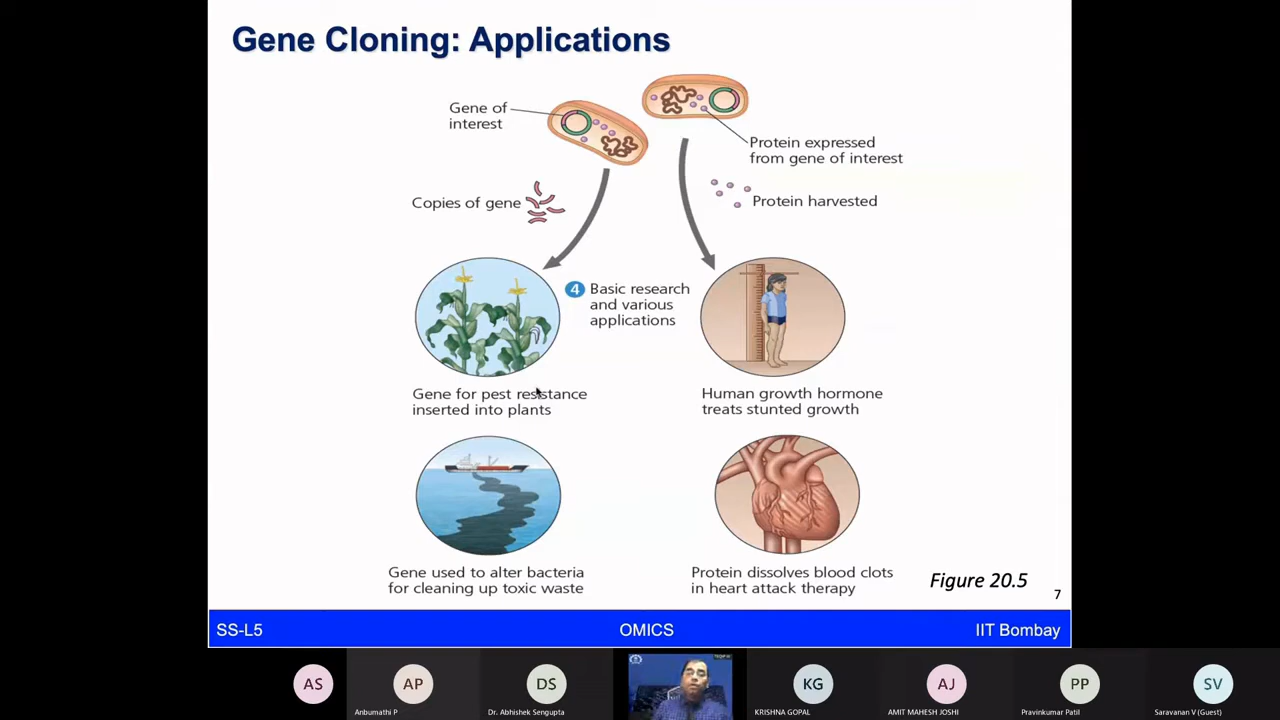 Gene Cloning: Applications
Gene of
interest
Protein expressed
from gene of interest
Copies of gene
Protein harvested
4 Basic research
and various
applications
Gene for pest resistance
inserted into plants
Human growth hormone
treats stunted growth
Gene used to alter bacteria
for cleaning up toxic waste
Protein dissolves blood clots
in heart attack therapy
Figure 20.5
7
SS-L5
OMICS
IIT Bombay
AS
AP
DS
KG
AJ
PP
SV
Anbumathi P
Dr. Abhishek Sengupta
KRISHNA GOPAL
AMIT MAHESH JOSHI
Pravinkumar Patil
Saravanan V (Guest)